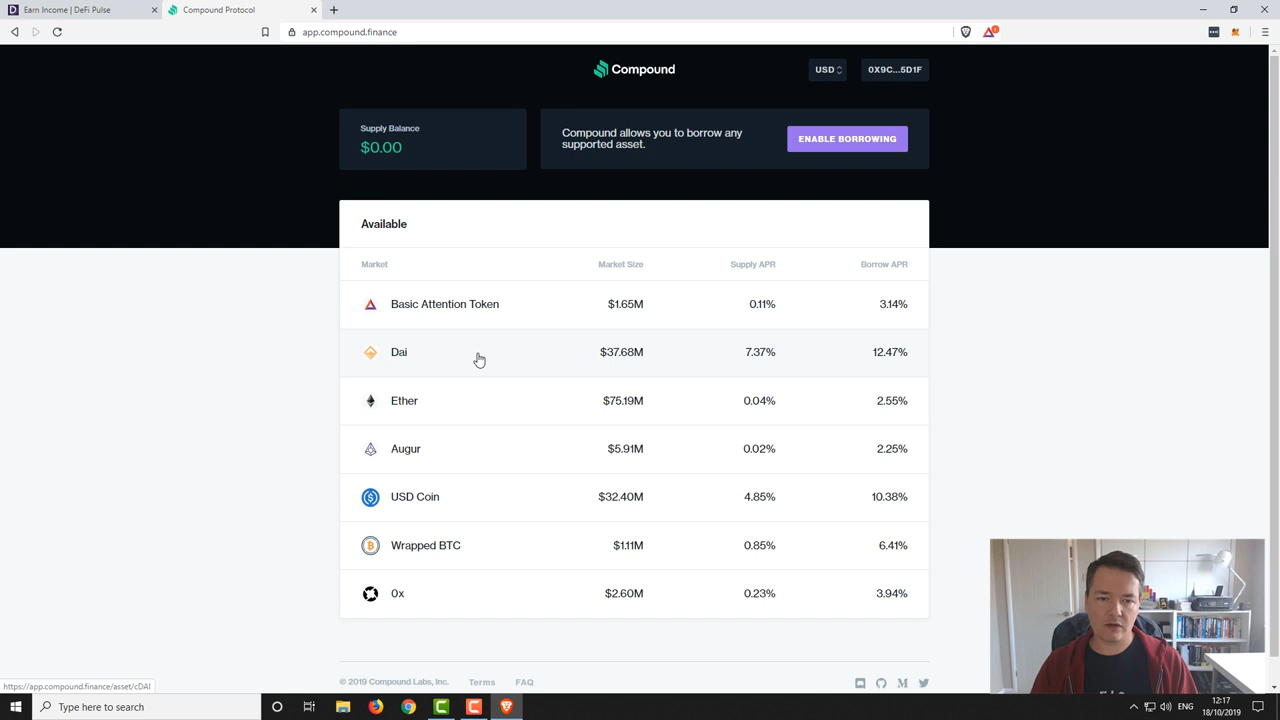 Earn Income | DeFi Pulse
Compound Protocol
app.compound.finance
1
Compound
USD
0X9C...5D1F
Supply Balance
$0.00
Compound allows you to borrow any
supported asset.
ENABLE BORROWING
Available
Market Market Size Supply APR Borrow APR
Basic Attention Token $1.65M 0.11% 3.14%
Dai $37.68M 7.37% 12.47%
Ether $75.19M 0.04% 2.55%
Augur $5.91M 0.02% 2.25%
USD Coin $32.40M 4.85% 10.38%
Wrapped BTC $1.11M 0.85% 6.41%
0x $2.60M 0.23% 3.94%
© 2019 Compound Labs, Inc. Terms FAQ
https://app.compound.finance/asset/cDAI
Type here to search
ENG
12:17
18/10/2019